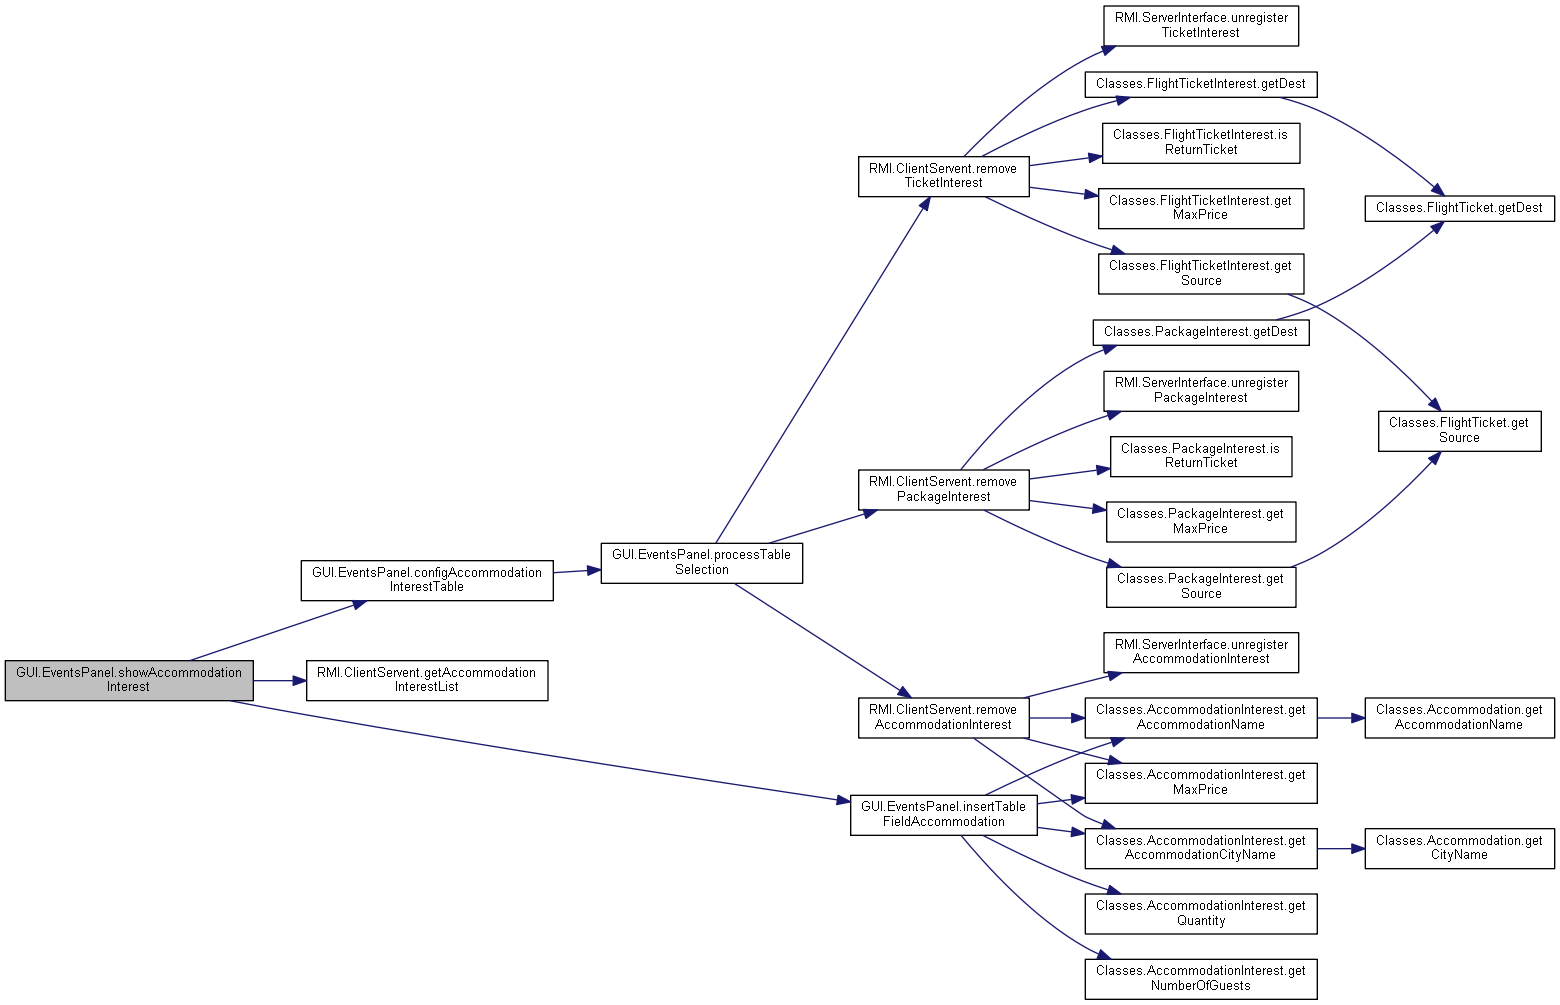 RMI.ServerInterface.unregister
TicketInterest
Classes.FlightTicketInterest.getDest
Classes.FlightTicketInterest.is
ReturnTicket
RMI.ClientServent.remove
TicketInterest
Classes.FlightTicketInterest.get
MaxPrice
Classes.FlightTicket.getDest
Classes.FlightTicketInterest.get
Source
Classes.PackageInterest.getDest
RMI.ServerInterface.unregister
PackageInterest
Classes.FlightTicket.get
Source
Classes.PackageInterest.is
ReturnTicket
RMI.ClientServent.remove
PackageInterest
Classes.PackageInterest.get
MaxPrice
GUI.EventsPanel.processTable
Selection
GUI.EventsPanel.configAccommodation
InterestTable
Classes.PackageInterest.get
Source
RMI.ServerInterface.unregister
AccommodationInterest
GUI.EventsPanel.showAccommodation
Interest
RMI.ClientServent.getAccommodation
InterestList
RMI.ClientServent.remove
AccommodationInterest
Classes.AccommodationInterest.get
AccommodationName
Classes.Accommodation.get
AccommodationName
Classes.AccommodationInterest.get
MaxPrice
GUI.EventsPanel.insertTable
FieldAccommodation
Classes.AccommodationInterest.get
AccommodationCityName
Classes.Accommodation.get
CityName
Classes.AccommodationInterest.get
Quantity
Classes.AccommodationInterest.get
NumberOfGuests